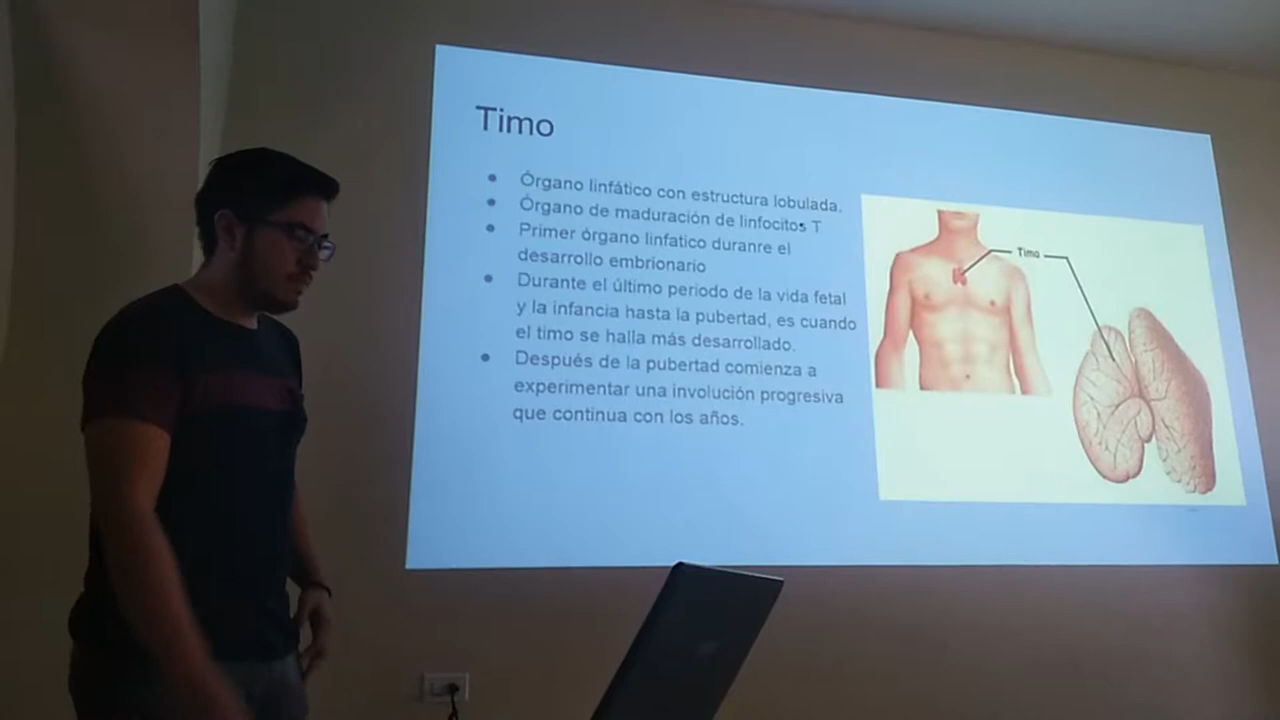 Timo
Órgano linfático con estructura lobulada.
Órgano de maduración de linfocitos T
Primer órgano linfatico duranre el
desarrollo embrionario
Durante el último periodo de la vida fetal
y la infancia hasta la pubertad, es cuando
el timo se halla más desarrollado.
Después de la pubertad comienza a
experimentar una involución progresiva
que continua con los años.
Timo